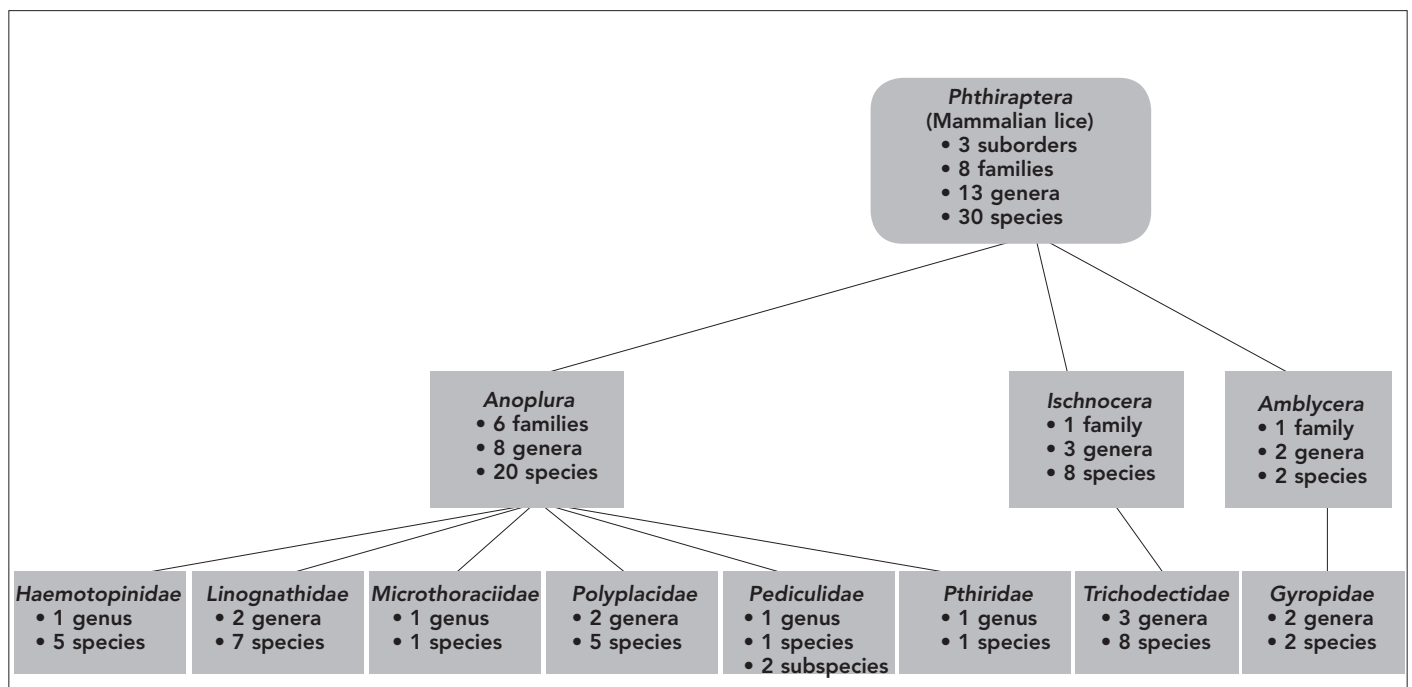 Phthiraptera
(Mammalian lice)
• 3 suborders
• 8 families
• 13 genera
• 30 species
Anoplura
• 6 families
• 8 genera
• 20 species
Ischnocera
• 1 family
• 3 genera
• 8 species
Amblycera
• 1 family
• 2 genera
• 2 species
Haemotopinidae
• 1 genus
• 5 species
Linognathidae
• 2 genera
• 7 species
Microthoraciidae
• 1 genus
• 1 species
Polyplacidae
• 2 genera
• 5 species
Pediculidae
• 1 genus
• 1 species
• 2 subspecies
Pthiridae
• 1 genus
• 1 species
Trichodectidae
• 3 genera
• 8 species
Gyropidae
• 2 genera
• 2 species